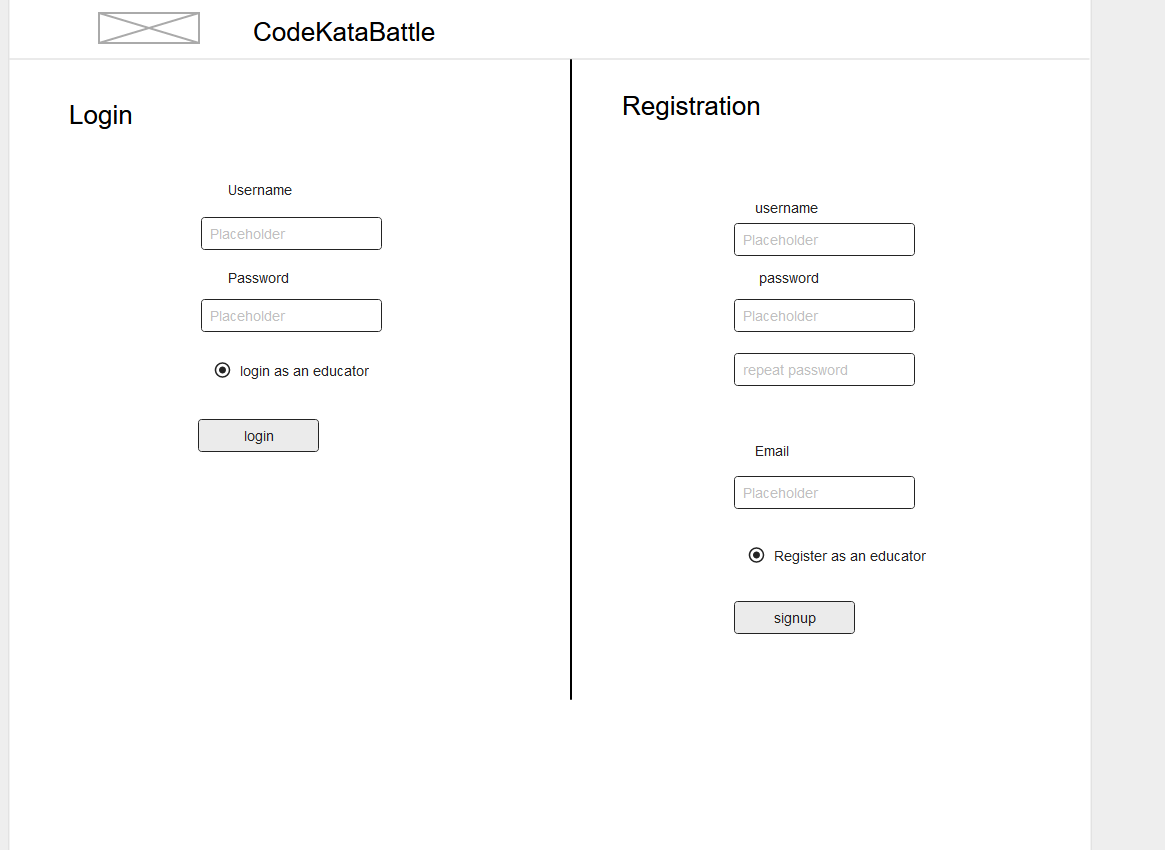 CodeKataBattle
Login
Username
Placeholder
Password
Placeholder
login as an educator
login
Registration
username
Placeholder
password
Placeholder
repeat password
Email
Placeholder
Register as an educator
signup